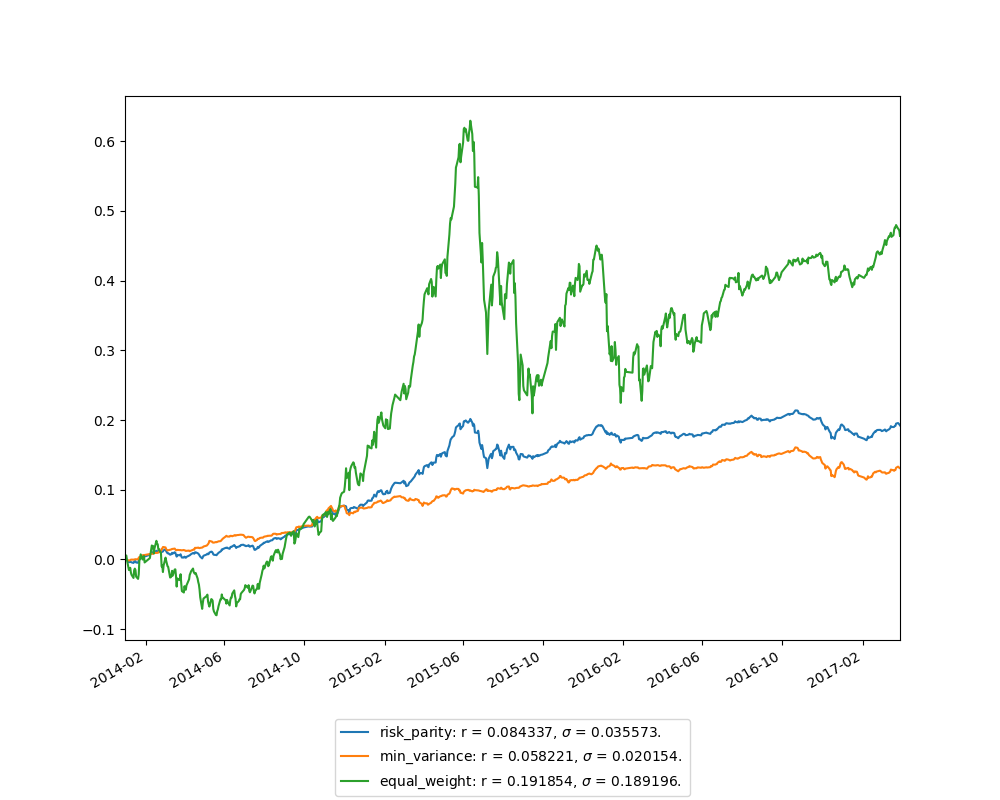 0.6
0.5
0.4
0.3
0.2
0.1
0.0
−0.1
2014-02 2014-06 2014-10 2015-02 2015-06 2015-10 2016-02 2016-06 2016-10 2017-02
risk_parity: r = 0.084337, σ = 0.035573.
min_variance: r = 0.058221, σ = 0.020154.
equal_weight: r = 0.191854, σ = 0.189196.